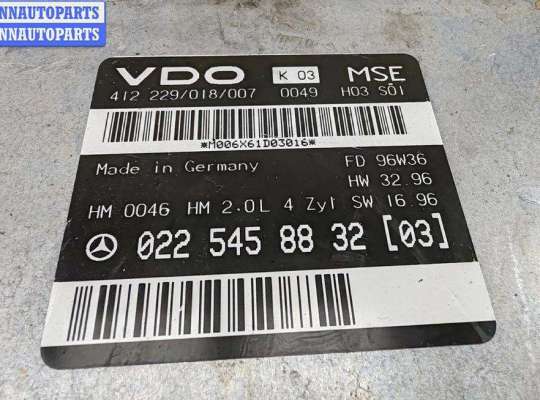 NNAUTOPARTS
NNAUTOPARTS
VDO K 03 MSE
412 229/018/007 0049 H03 S01
*M006X61D03016*
Made in Germany FD 96W36
HW 32.96
HM 0046 HM 2.0L 4 Zyl SW 16.96
022 545 88 32 [03]